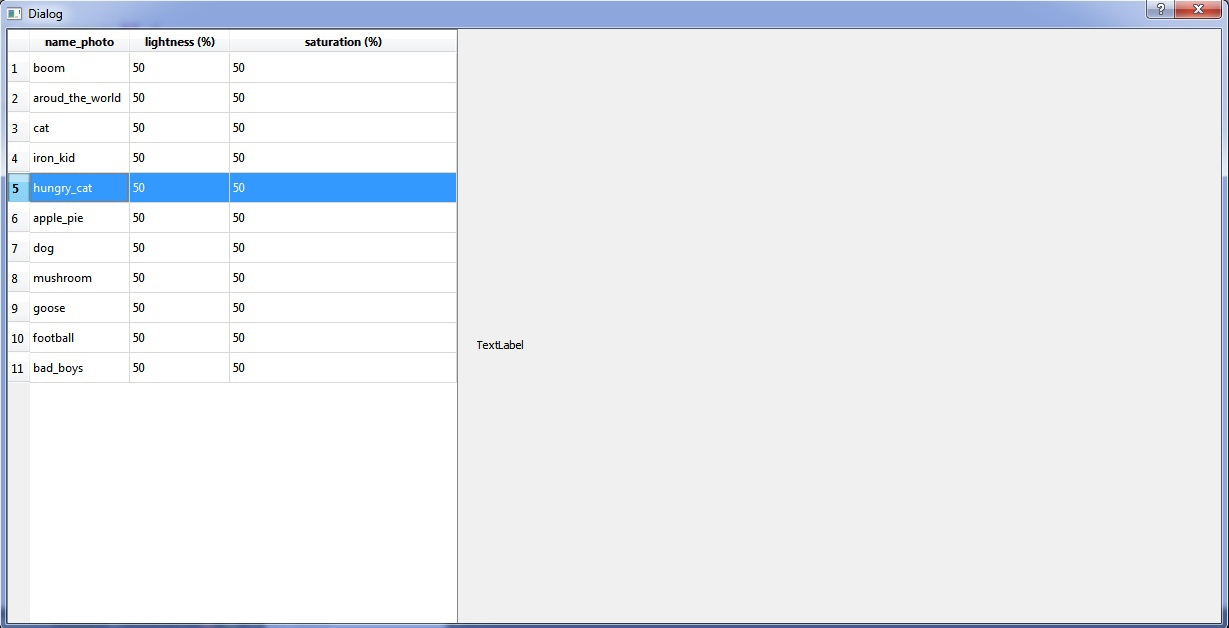 Dialog
name_photo lightness (%) saturation (%)
1 boom 50 50
2 aroud_the_world 50 50
3 cat 50 50
4 iron_kid 50 50
5 hungry_cat 50 50
6 apple_pie 50 50
7 dog 50 50
8 mushroom 50 50
9 goose 50 50
10 football 50 50
TextLabel
11 bad_boys 50 50